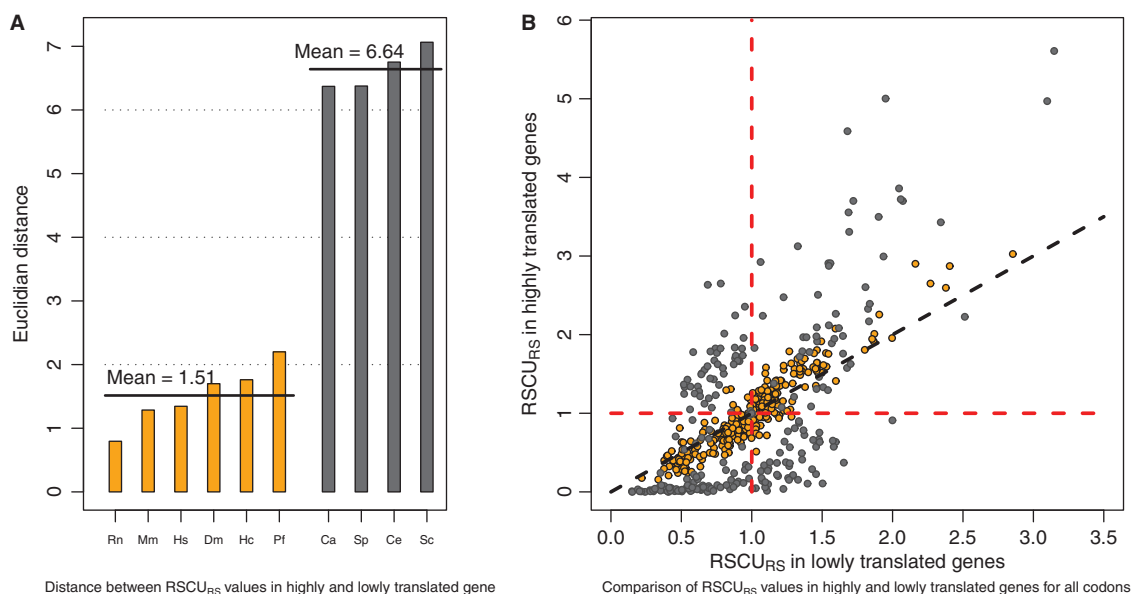 A
Euclidian distance
0
1
2
3
4
5
6
7
Mean = 1.51
Mean = 6.64
Rn Mm Hs Dm Hc Pf Ca Sp Ce Sc
Distance between RSCU_RS values in highly and lowly translated gene
B
RSCU_RS in highly translated genes
0
1
2
3
4
5
6
0.0 0.5 1.0 1.5 2.0 2.5 3.0 3.5
RSCU_RS in lowly translated genes
Comparison of RSCU_RS values in highly and lowly translated genes for all codons